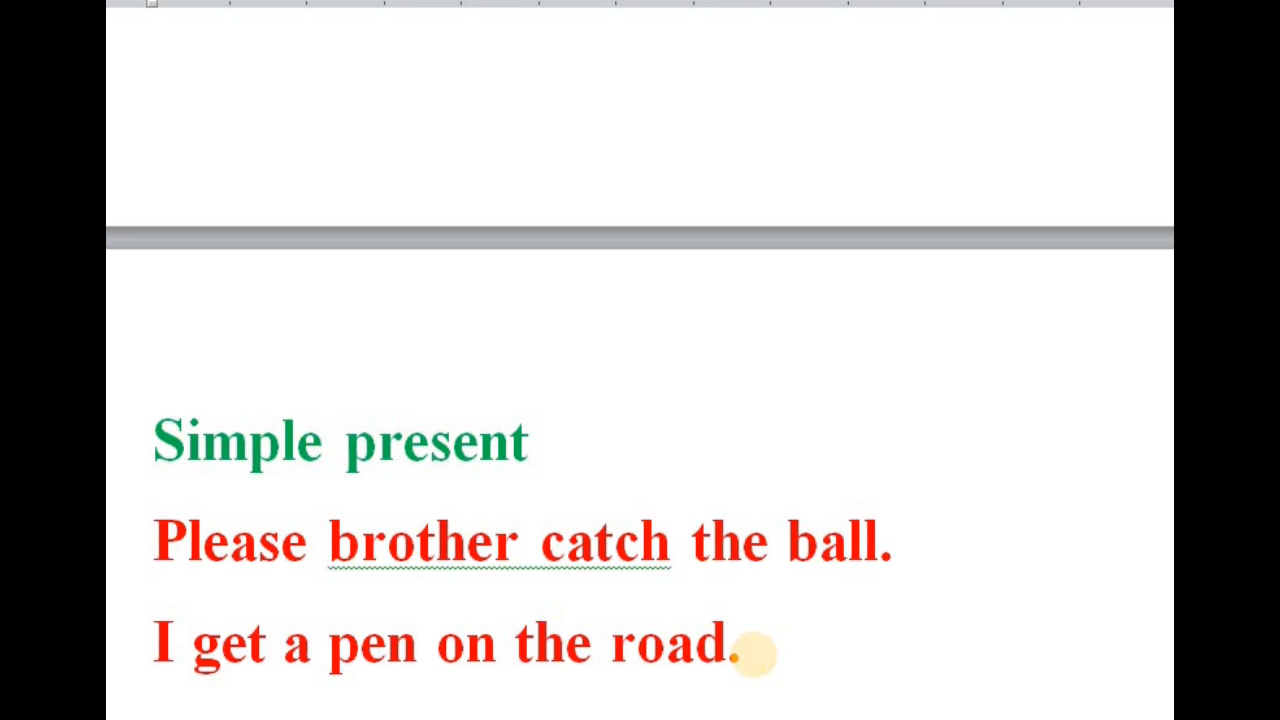 Simple present
Please brother catch the ball.
I get a pen on the road.